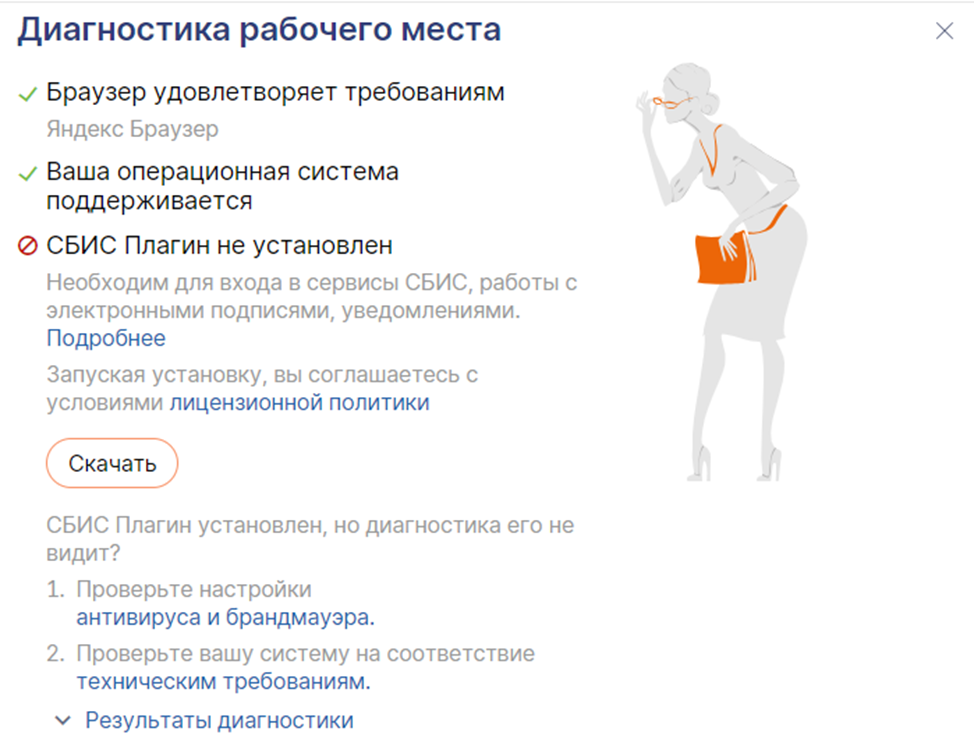 Диагностика рабочего места
Браузер удовлетворяет требованиям
Яндекс Браузер
Ваша операционная система
поддерживается
СБИС Плагин не установлен
Необходим для входа в сервисы СБИС, работы с
электронными подписями, уведомлениями.
Подробнее
Запуская установку, вы соглашаетесь с
условиями лицензионной политики
Скачать
СБИС Плагин установлен, но диагностика его не
видит?
1. Проверьте настройки
антивируса и брандмауэра.
2. Проверьте вашу систему на соответствие
техническим требованиям.
Результаты диагностики